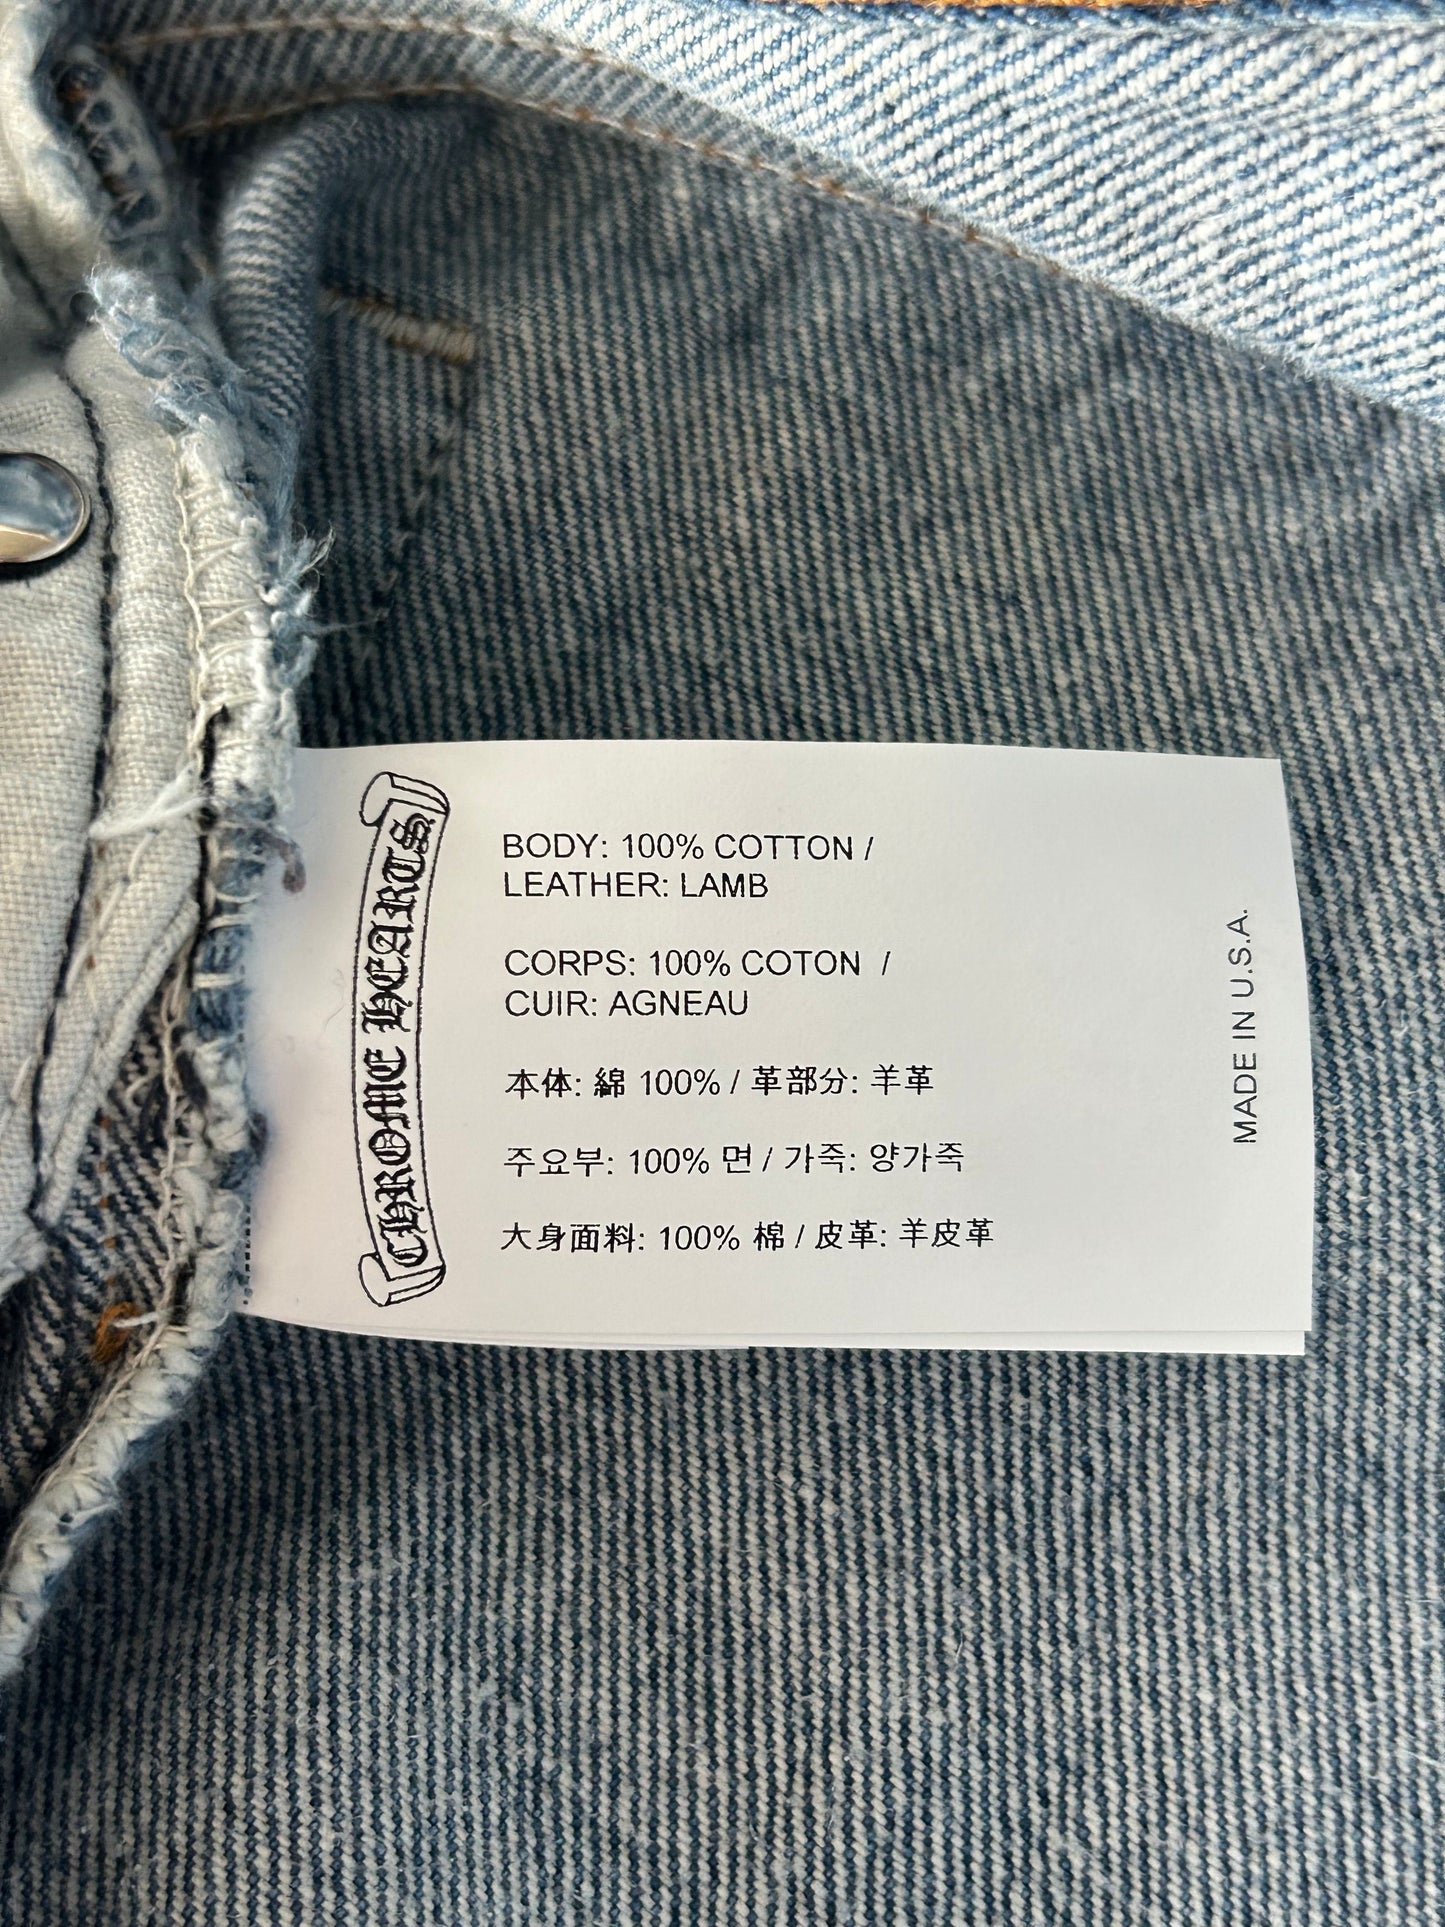 CHROME HEARTS
BODY: 100% COTTON /
LEATHER: LAMB
CORPS: 100% COTON /
CUIR: AGNEAU
本体: 綿 100% / 革部分: 羊革
주요부: 100% 면 / 가죽: 양가죽
大身面料: 100% 棉 / 皮革: 羊皮革
MADE IN U.S.A.